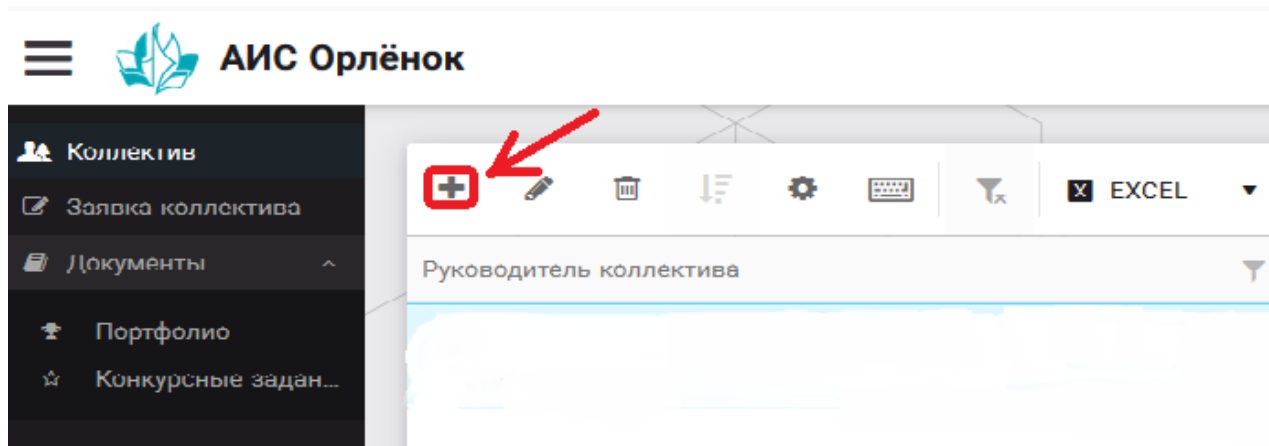 АИС Орлёнок
Коллектив
Заявка коллектива
Документы
Портфолио
Конкурсные задан...
X EXCEL
Руководитель коллектива